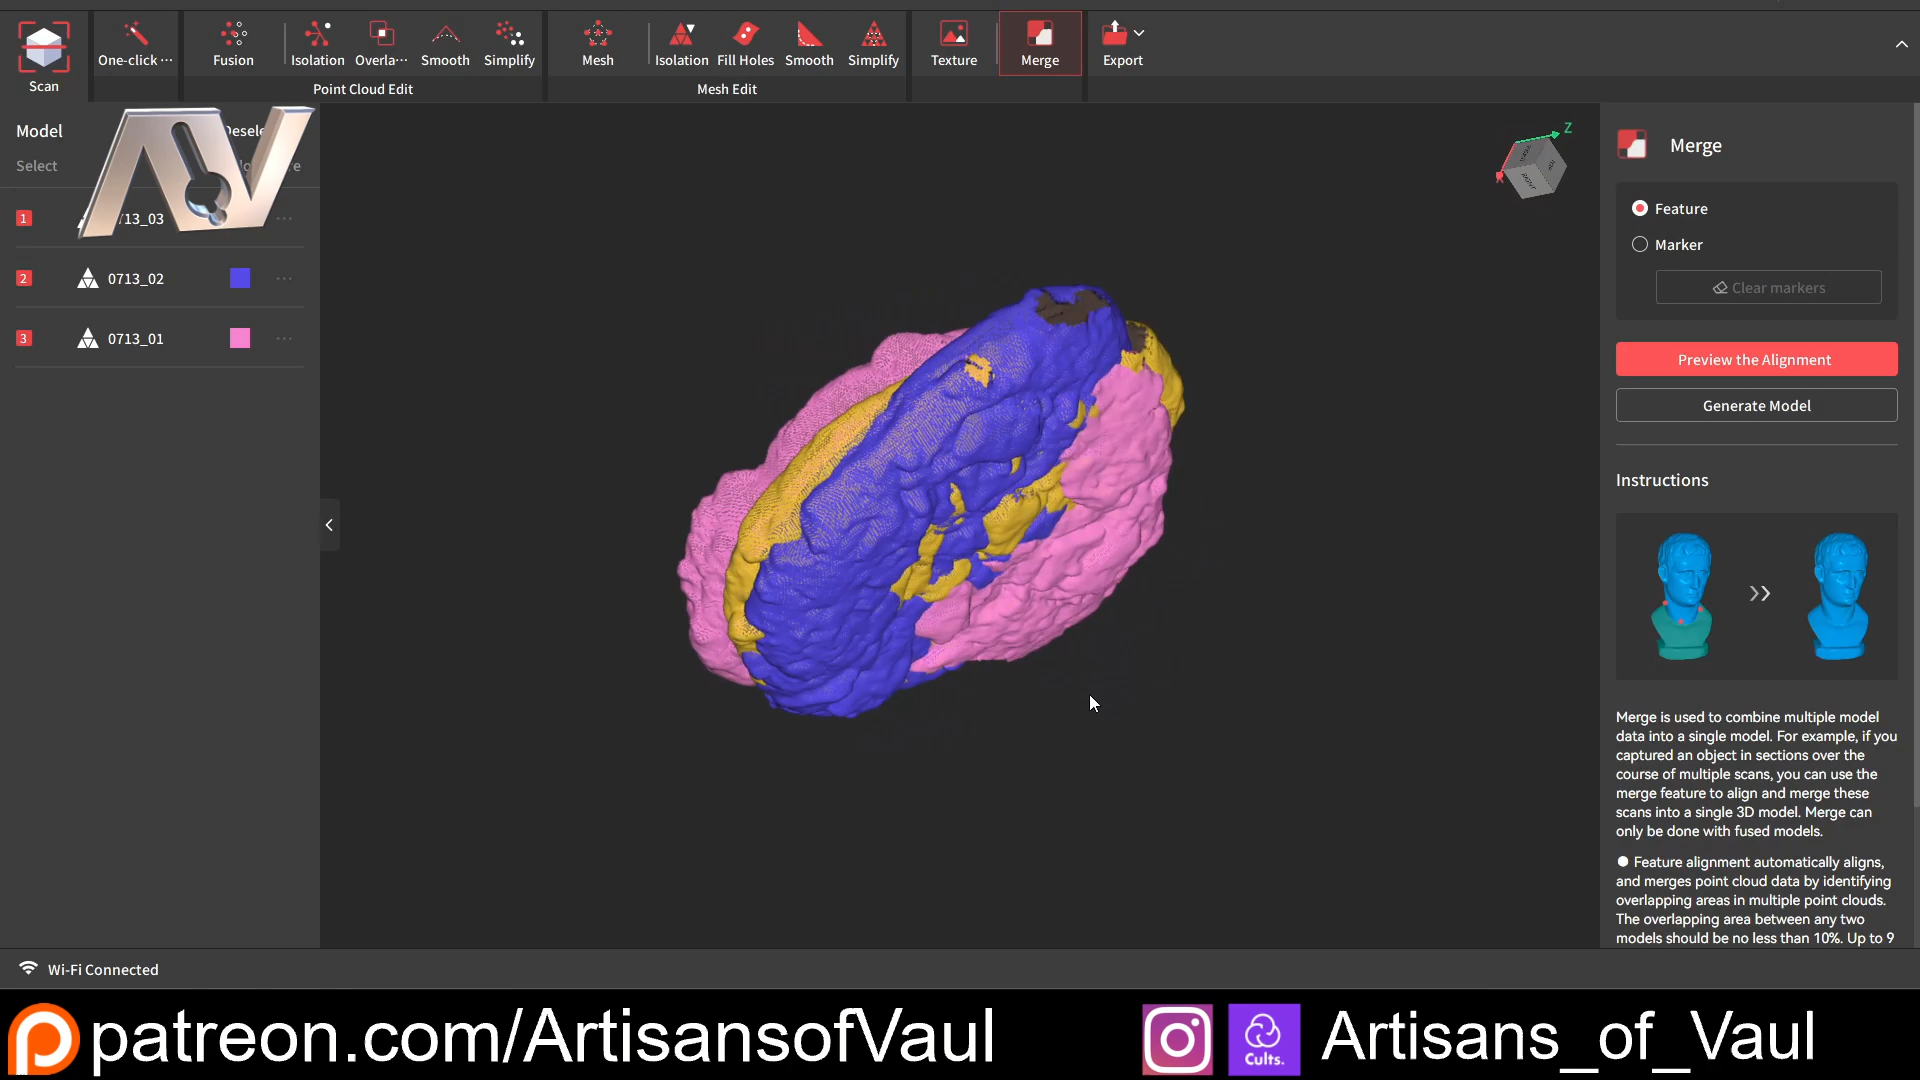 Scan
One-click ···
Fusion
Isolation
Overla···
Smooth
Simplify
Point Cloud Edit
Mesh
Isolation
Fill Holes
Smooth
Simplify
Mesh Edit
Texture
Merge
Export
Model
Select
1
13_03
2
0713_02
3
0713_01
AV
Z
X
RIGHT
Merge
Feature
Marker
Clear markers
Preview the Alignment
Generate Model
Instructions
Merge is used to combine multiple model
data into a single model. For example, if you
captured an object in sections over the
course of multiple scans, you can use the
merge feature to align and merge these
scans into a single 3D model. Merge can
only be done with fused models.
● Feature alignment automatically aligns,
and merges point cloud data by identifying
overlapping areas in multiple point clouds.
The overlapping area between any two
models should be no less than 10%. Up to 9
Wi-Fi Connected
patreon.com/ArtisansofVaul
Cults.
Artisans_of_Vaul